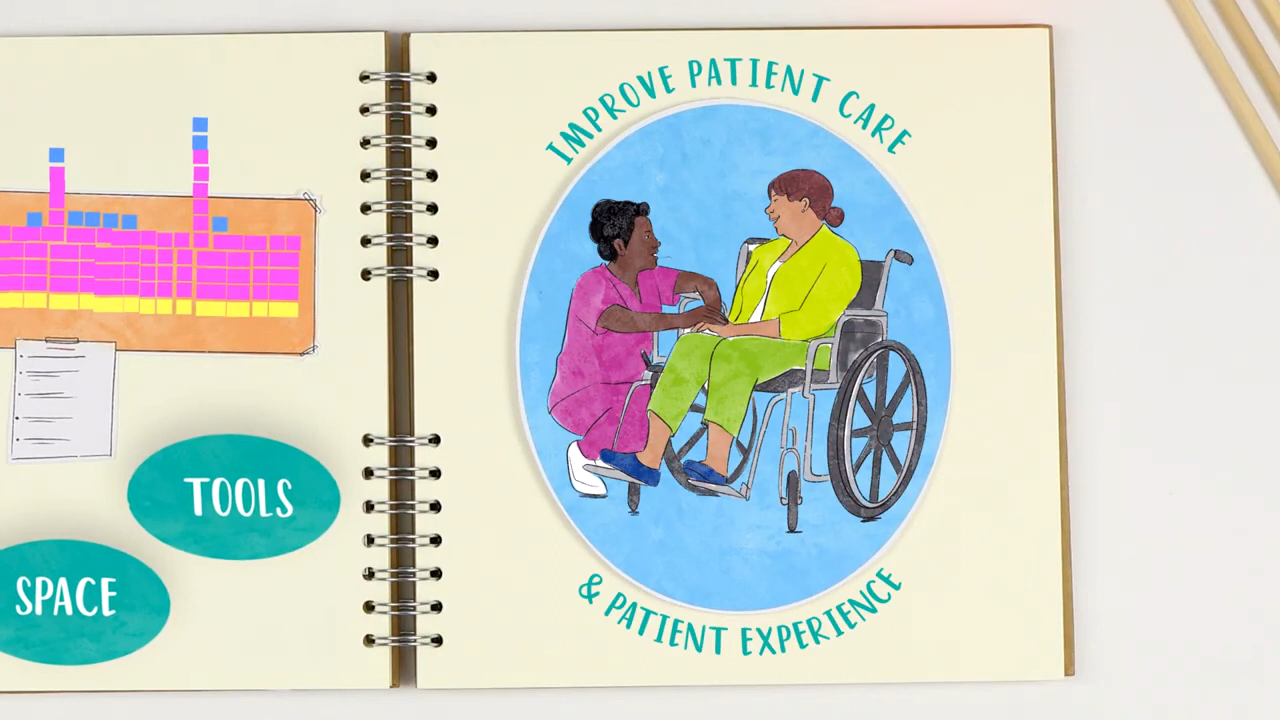 TOOLS
SPACE
IMPROVE PATIENT CARE
& PATIENT EXPERIENCE